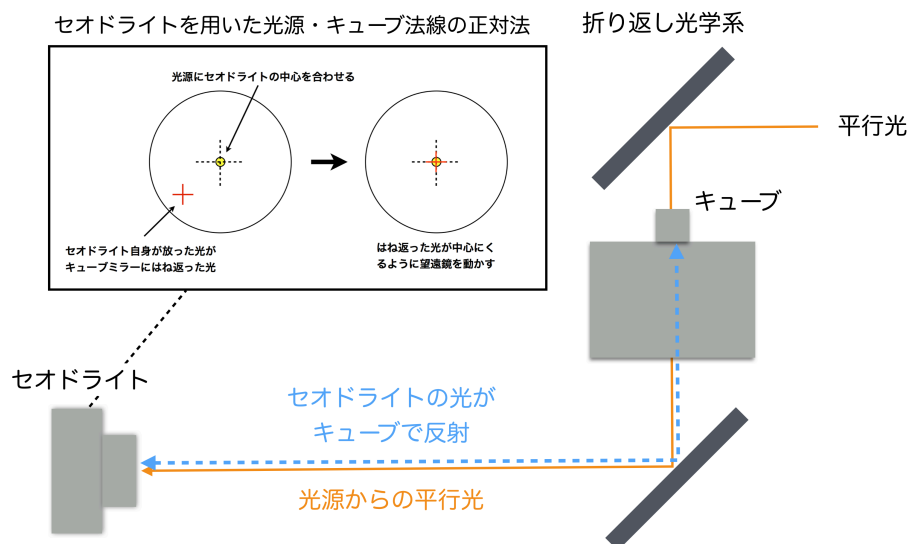 セオドライトを用いた光源・キューブ法線の正対法
折り返し光学系
光源にセオドライトの中心を合わせる
平行光
キューブ
セオドライト自身が放った光が
キューブミラーにはね返った光
はね返った光が中心にく
るように望遠鏡を動かす
セオドライト
セオドライトの光が
キューブで反射
光源からの平行光